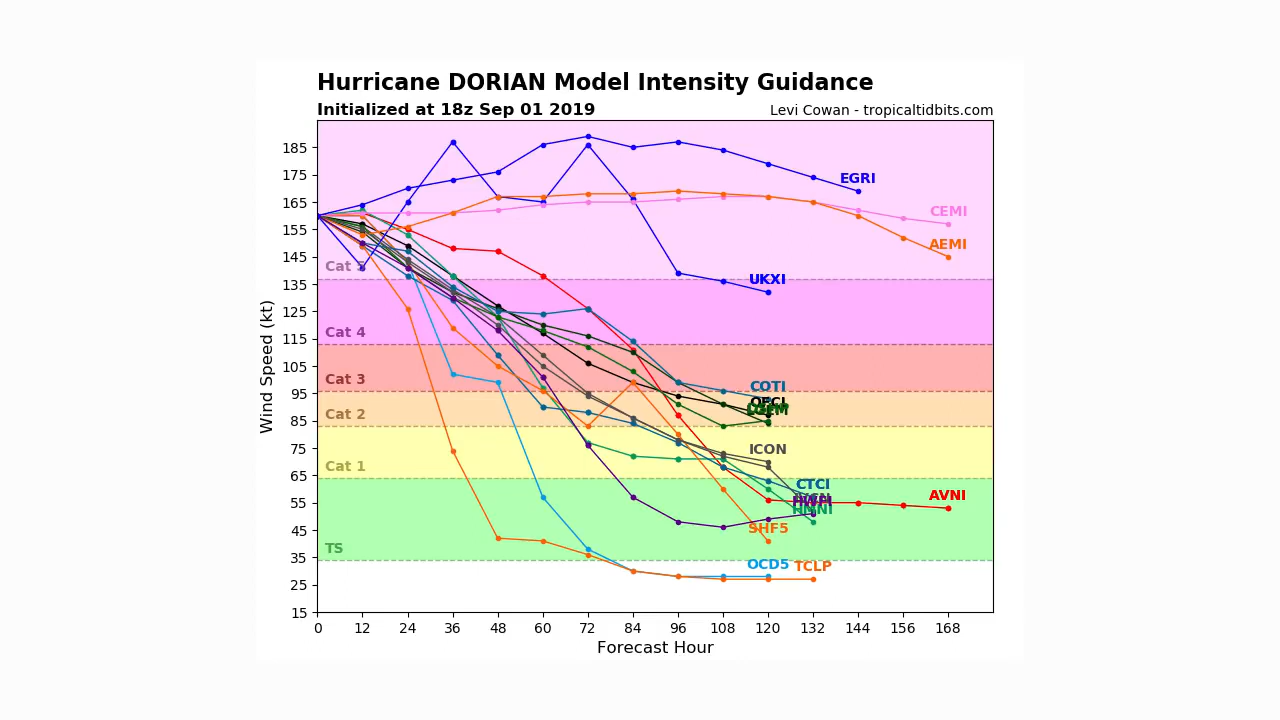 Hurricane DORIAN Model Intensity Guidance
Initialized at 18z Sep 01 2019
Levi Cowan - tropicaltidbits.com
185
175
165
155
145
135
125
115
105
95
85
75
65
55
45
35
25
15
Wind Speed (kt)
Cat 5
Cat 4
Cat 3
Cat 2
Cat 1
TS
EGRI
CEMI
AEMI
UKXI
COTI
OFCI
ICON
CTCI
HWFI
HMNI
AVNI
SHF5
OCD5
TCLP
0 12 24 36 48 60 72 84 96 108 120 132 144 156 168
Forecast Hour